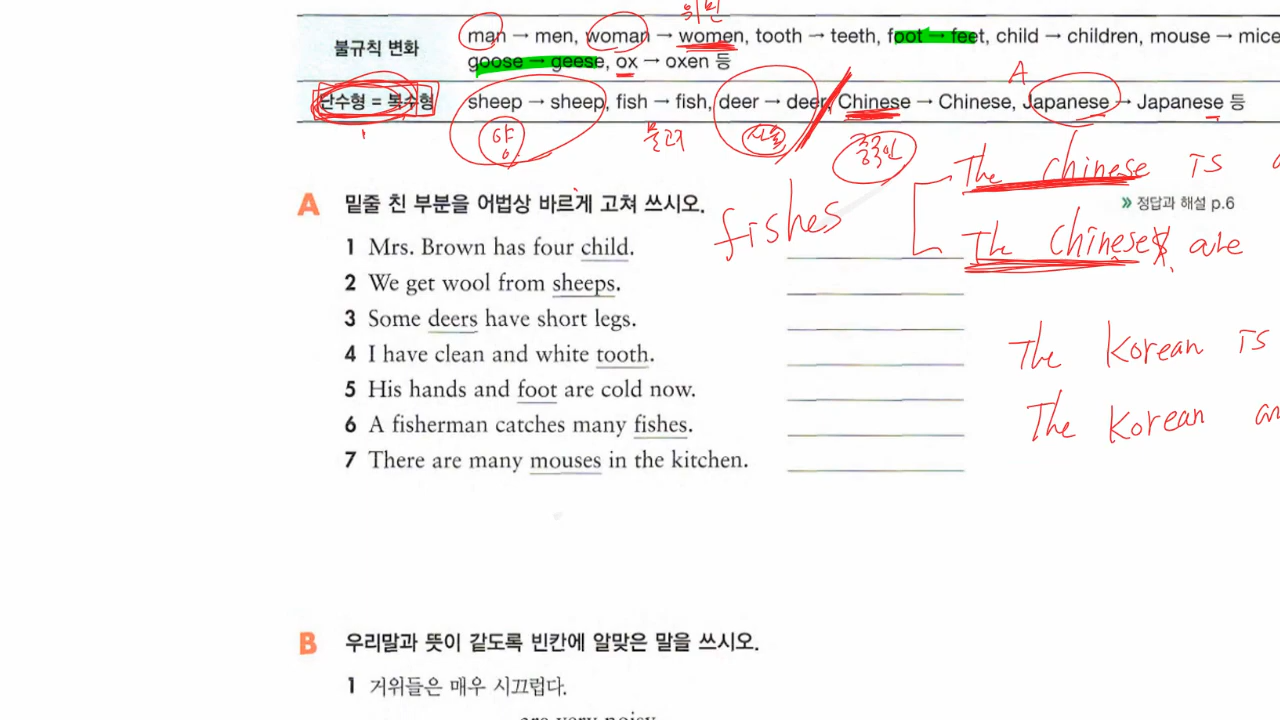 위민
불규칙 변화 man → men, woman → women, tooth → teeth, foot → feet, child → children, mouse → mice
goose → geese, ox → oxen 등
A
단수형 = 복수형 sheep → sheep, fish → fish, deer → deer, Chinese → Chinese, Japanese → Japanese 등
양 물고기 사슴 중국인
The chinese is
A 밑줄 친 부분을 어법상 바르게 고쳐 쓰시오. fishes » 정답과 해설 p.6
1 Mrs. Brown has four child. The chinese are
2 We get wool from sheeps.
3 Some deers have short legs.
The Korean is
4 I have clean and white tooth.
5 His hands and foot are cold now.
The Korean
6 A fisherman catches many fishes.
7 There are many mouses in the kitchen.
B 우리말과 뜻이 같도록 빈칸에 알맞은 말을 쓰시오.
1 거위들은 매우 시끄럽다.
are very noisy